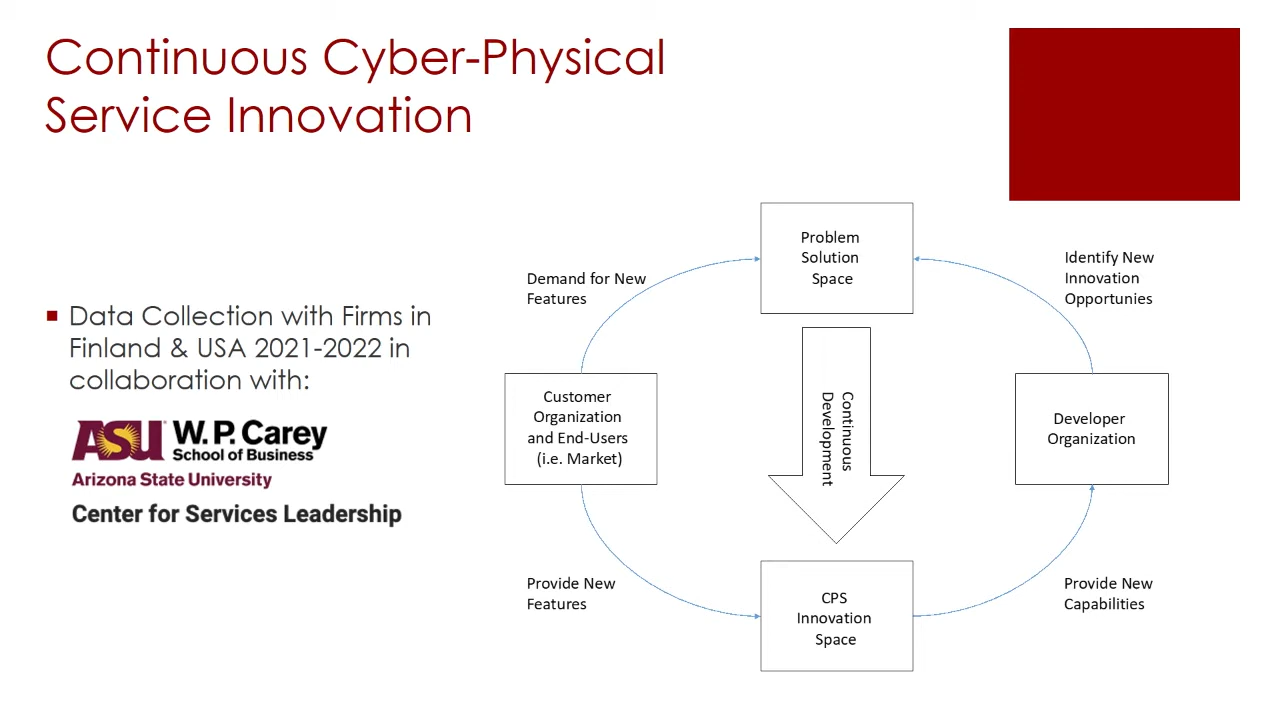 Continuous Cyber-Physical
Service Innovation
Data Collection with Firms in
Finland & USA 2021-2022 in
collaboration with:
ASU W. P. Carey
School of Business
Arizona State University
Center for Services Leadership
Problem
Solution
Space
Demand for New
Features
Identify New
Innovation
Opportunies
Customer
Organization
and End-Users
(i.e. Market)
Continuous
Development
Developer
Organization
Provide New
Features
CPS
Innovation
Space
Provide New
Capabilities